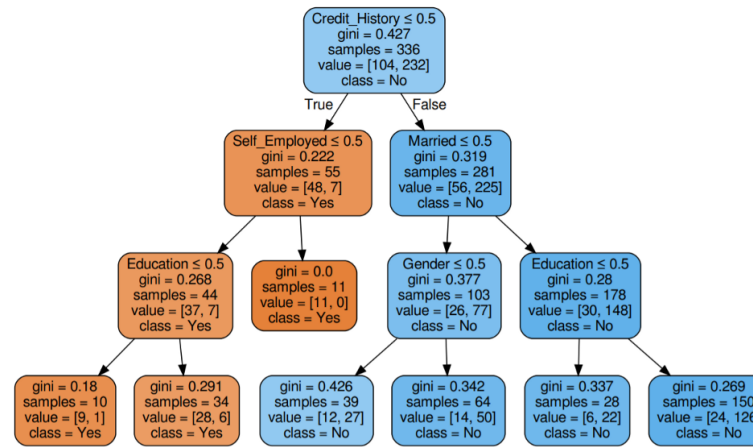 Credit_History ≤ 0.5
gini = 0.427
samples = 336
value = [104, 232]
class = No
True
False
Self_Employed ≤ 0.5
gini = 0.222
samples = 55
value = [48, 7]
class = Yes
Married ≤ 0.5
gini = 0.319
samples = 281
value = [56, 225]
class = No
Education ≤ 0.5
gini = 0.268
samples = 44
value = [37, 7]
class = Yes
gini = 0.0
samples = 11
value = [11, 0]
class = Yes
Gender ≤ 0.5
gini = 0.377
samples = 103
value = [26, 77]
class = No
Education ≤ 0.5
gini = 0.28
samples = 178
value = [30, 148]
class = No
gini = 0.18
samples = 10
value = [9, 1]
class = Yes
gini = 0.291
samples = 34
value = [28, 6]
class = Yes
gini = 0.426
samples = 39
value = [12, 27]
class = No
gini = 0.342
samples = 64
value = [14, 50]
class = No
gini = 0.337
samples = 28
value = [6, 22]
class = No
gini = 0.269
samples = 150
value = [24, 126]
class = No